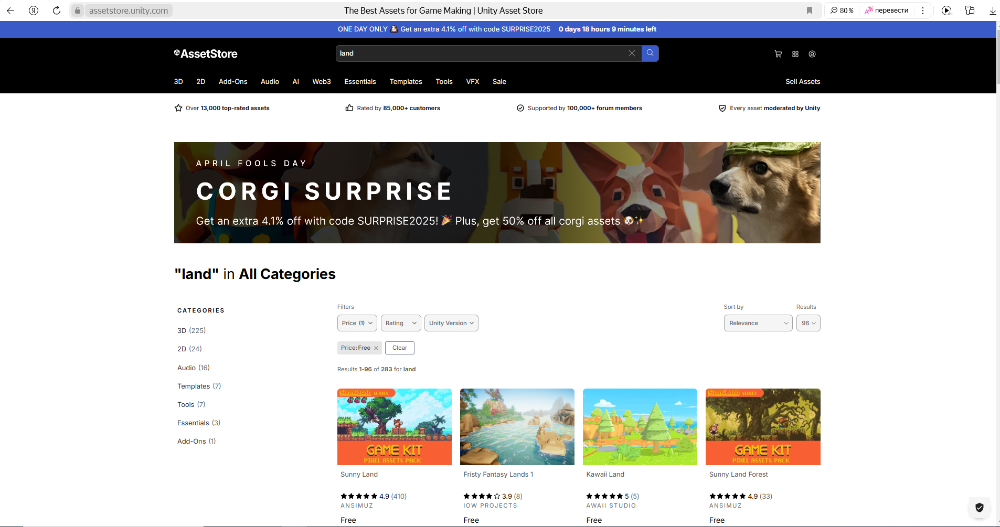 assetstore.unity.com
The Best Assets for Game Making | Unity Asset Store
80 %
перевести
ONE DAY ONLY Get an extra 4.1% off with code SURPRISE2025 0 days 18 hours 9 minutes left
AssetStore
land
3D 2D Add-Ons Audio AI Web3 Essentials Templates Tools VFX Sale Sell Assets
Over 13,000 top-rated assets
Rated by 85,000+ customers
Supported by 100,000+ forum members
Every asset moderated by Unity
APRIL FOOLS DAY
CORGI SURPRISE
Get an extra 4.1% off with code SURPRISE2025! 🎉 Plus, get 50% off all corgi assets 🐶✨
"land" in All Categories
CATEGORIES
3D (225)
2D (24)
Audio (16)
Templates (7)
Tools (7)
Essentials (3)
Add-Ons (1)
Filters
Price (1) Rating Unity Version
Sort by
Relevance
Results
96
Price: Free Clear
Results 1-96 of 283 for land
SUNNYLAND SERIES
GAME KIT
PIXEL ASSETS PACK
Sunny Land
4.9 (410)
ANSIMUZ
Free
Fristy Fantasy Lands 1
3.9 (8)
IOW PROJECTS
Free
Kawaii Land
5 (5)
AWAII STUDIO
Free
SUNNYLAND SERIES
GAME KIT
PIXEL ASSETS PACK
Sunny Land Forest
4.9 (33)
ANSIMUZ
Free